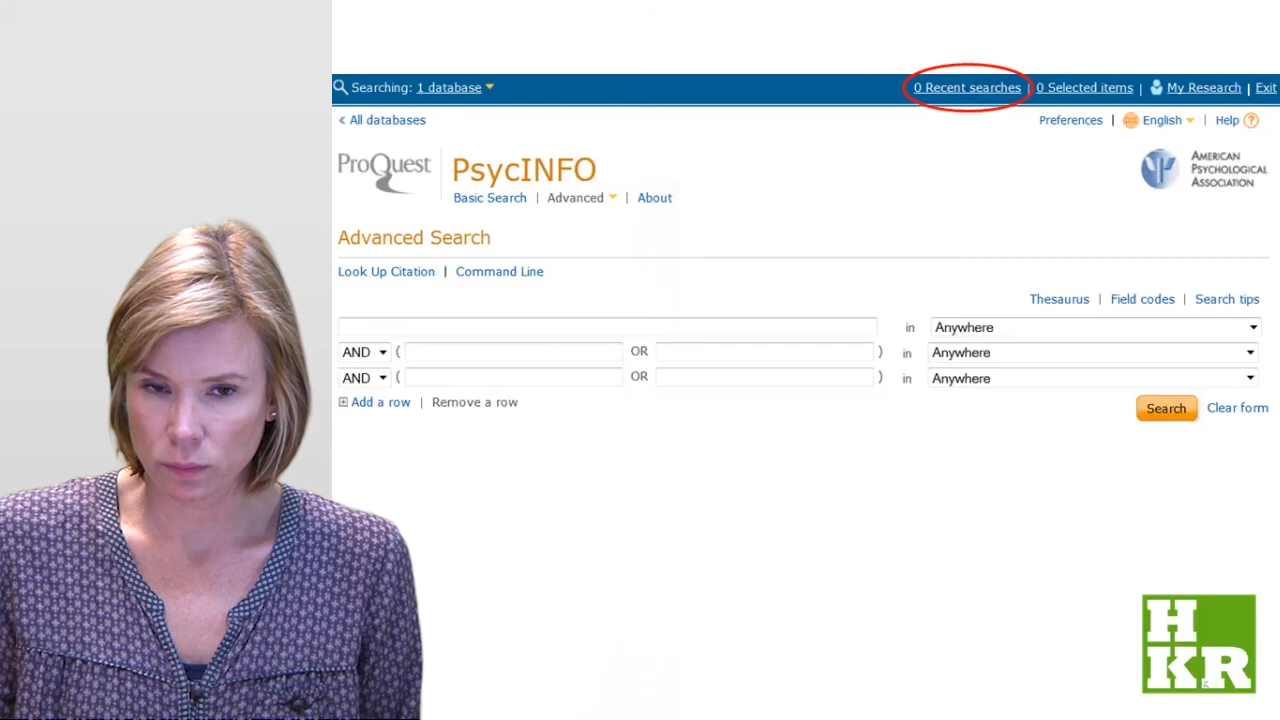 Searching: 1 database
0 Recent searches | 0 Selected items | My Research | Exit
All databases
Preferences | English | Help ?
ProQuest
PsycINFO
AMERICAN
PSYCHOLOGICAL
ASSOCIATION
Basic Search | Advanced | About
Advanced Search
Look Up Citation | Command Line
Thesaurus | Field codes | Search tips
in Anywhere
AND ( OR ) in Anywhere
AND ( OR ) in Anywhere
Add a row | Remove a row
Search Clear form
H
KR
5